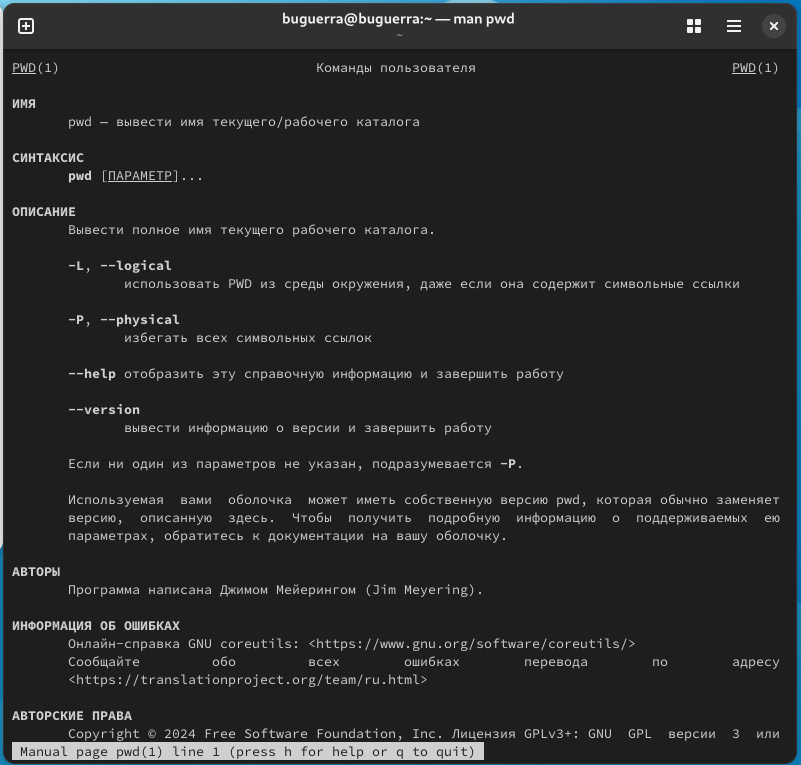 buguerra@buguerra:~ — man pwd
~
PWD(1) Команды пользователя PWD(1)
ИМЯ
pwd — вывести имя текущего/рабочего каталога
СИНТАКСИС
pwd [ПАРАМЕТР]...
ОПИСАНИЕ
Вывести полное имя текущего рабочего каталога.
-L, --logical
использовать PWD из среды окружения, даже если она содержит символьные ссылки
-P, --physical
избегать всех символьных ссылок
--help отобразить эту справочную информацию и завершить работу
--version
вывести информацию о версии и завершить работу
Если ни один из параметров не указан, подразумевается -P.
Используемая вами оболочка может иметь собственную версию pwd, которая обычно заменяет
версию, описанную здесь. Чтобы получить подробную информацию о поддерживаемых ею
параметрах, обратитесь к документации на вашу оболочку.
АВТОРЫ
Программа написана Джимом Мейерингом (Jim Meyering).
ИНФОРМАЦИЯ ОБ ОШИБКАХ
Онлайн-справка GNU coreutils: <https://www.gnu.org/software/coreutils/>
Сообщайте обо всех ошибках перевода по адресу
<https://translationproject.org/team/ru.html>
АВТОРСКИЕ ПРАВА
Copyright © 2024 Free Software Foundation, Inc. Лицензия GPLv3+: GNU GPL версии 3 или
Manual page pwd(1) line 1 (press h for help or q to quit)